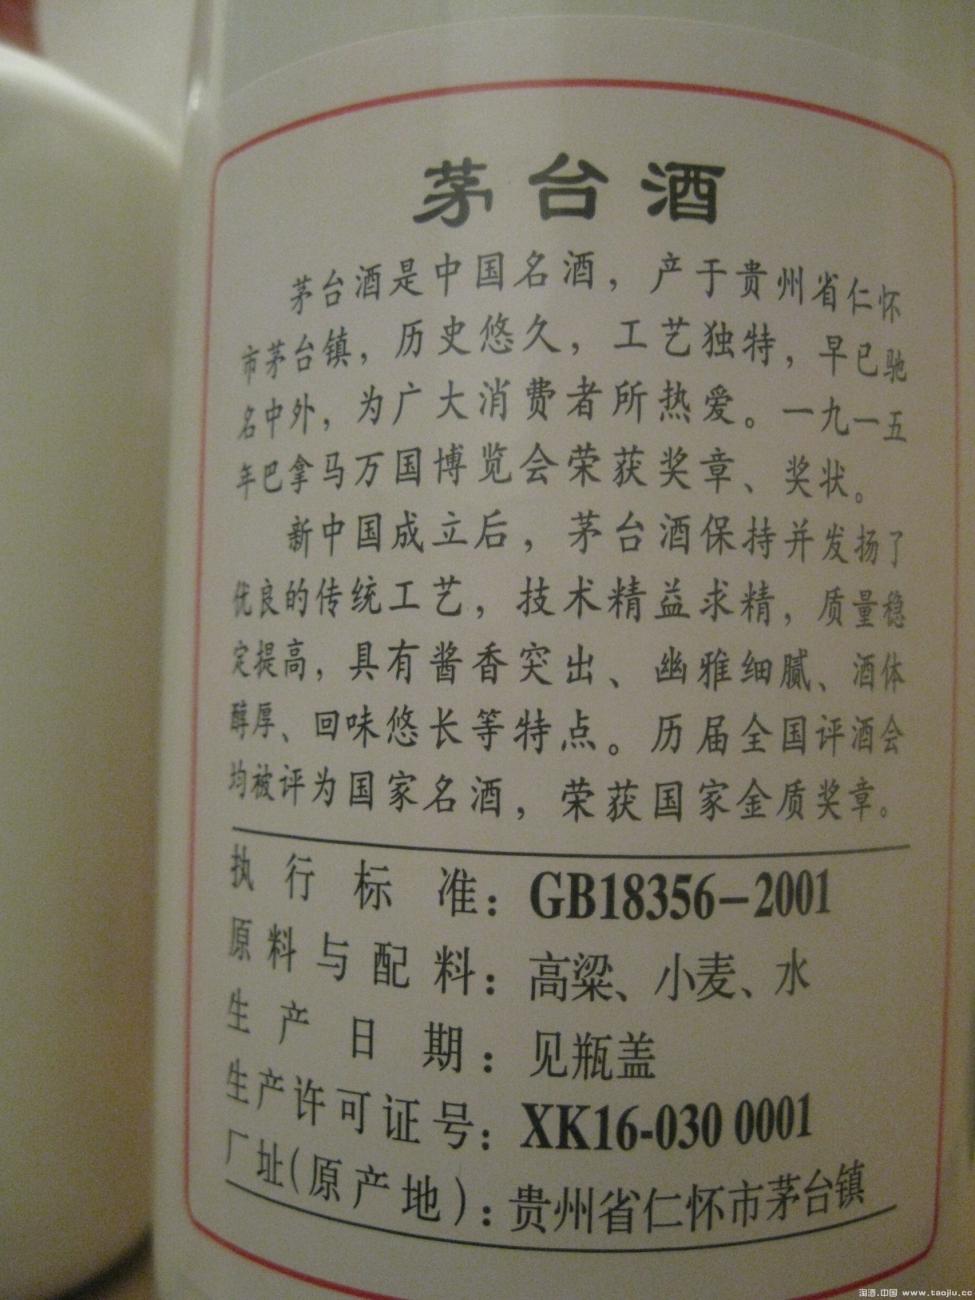 茅台酒
茅台酒是中国名酒，产于贵州省仁怀
市茅台镇，历史悠久，工艺独特，早已驰
名中外，为广大消费者所热爱。一九一五
年巴拿马万国博览会荣获奖章、奖状。
新中国成立后，茅台酒保持并发扬了
优良的传统工艺，技术精益求精，质量稳
定提高，具有酱香突出、幽雅细腻、酒体
醇厚、回味悠长等特点。历届全国评酒会
均被评为国家名酒，荣获国家金质奖章。
执行标准：GB18356-2001
原料与配料：高粱、小麦、水
生产日期：见瓶盖
生产许可证号：XK16-030 0001
厂址(原产地)：贵州省仁怀市茅台镇
淘酒.中国 www.taojiu.cc